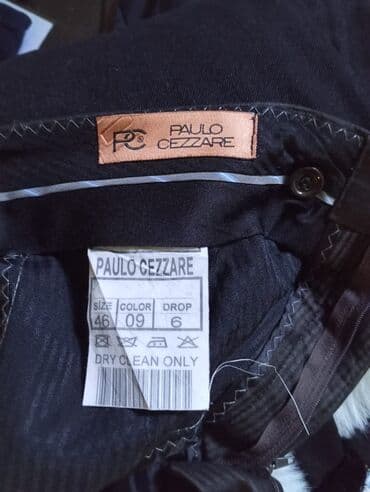 PC PAULO
CEZZARE
PAULO CEZZARE
SIZE COLOR DROP
46 09 6
DRY CLEAN ONLY